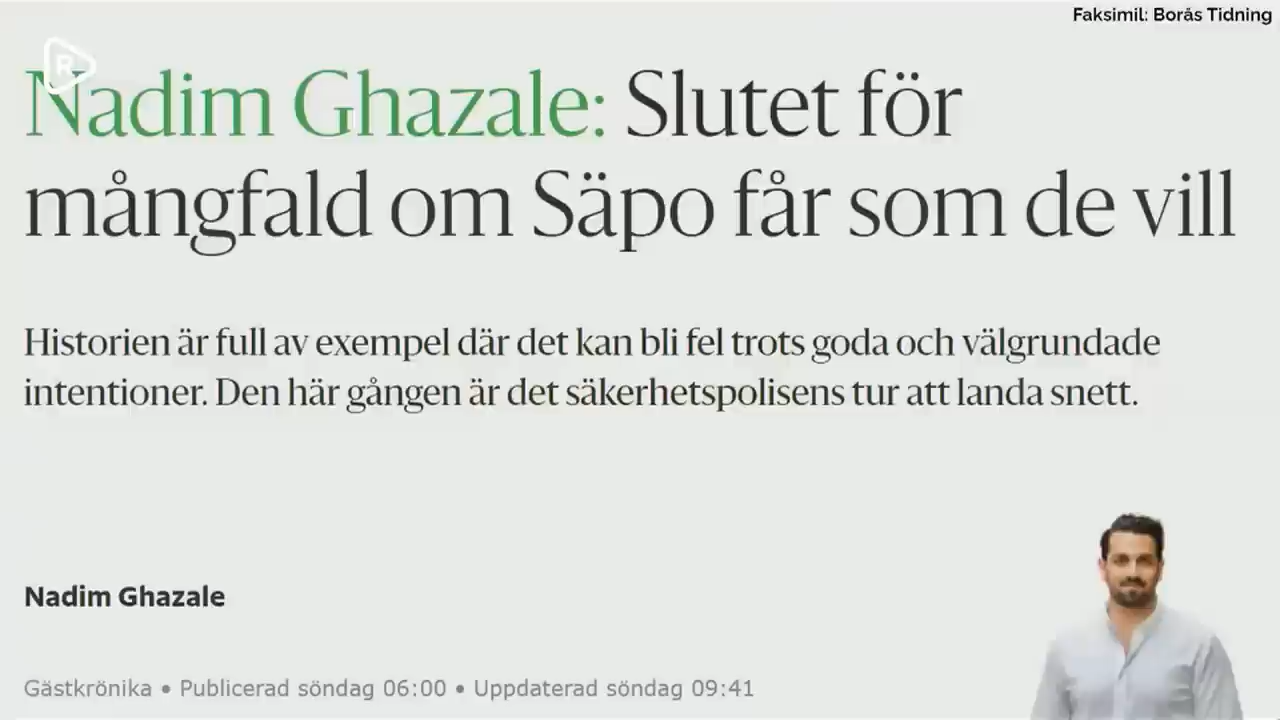 Faksimil: Borås Tidning
R
Nadim Ghazale: Slutet för
mångfald om Säpo får som de vill
Historien är full av exempel där det kan bli fel trots goda och välgrundade
intentioner. Den här gången är det säkerhetspolisens tur att landa snett.
Nadim Ghazale
Gästkrönika • Publicerad söndag 06:00 • Uppdaterad söndag 09:41